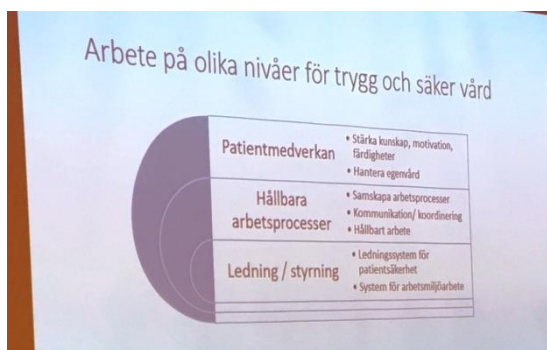 Arbete på olika nivåer för trygg och säker vård
Patientmedverkan
• Stärka kunskap, motivation,
färdigheter
• Hantera egenvård
Hållbara
arbetsprocesser
• Samskapa arbetsprocesser
• Kommunikation/ koordinering
• Hållbart arbete
Ledning / styrning
• Ledningssystem för
patientsäkerhet
• System för arbetsmiljöarbete